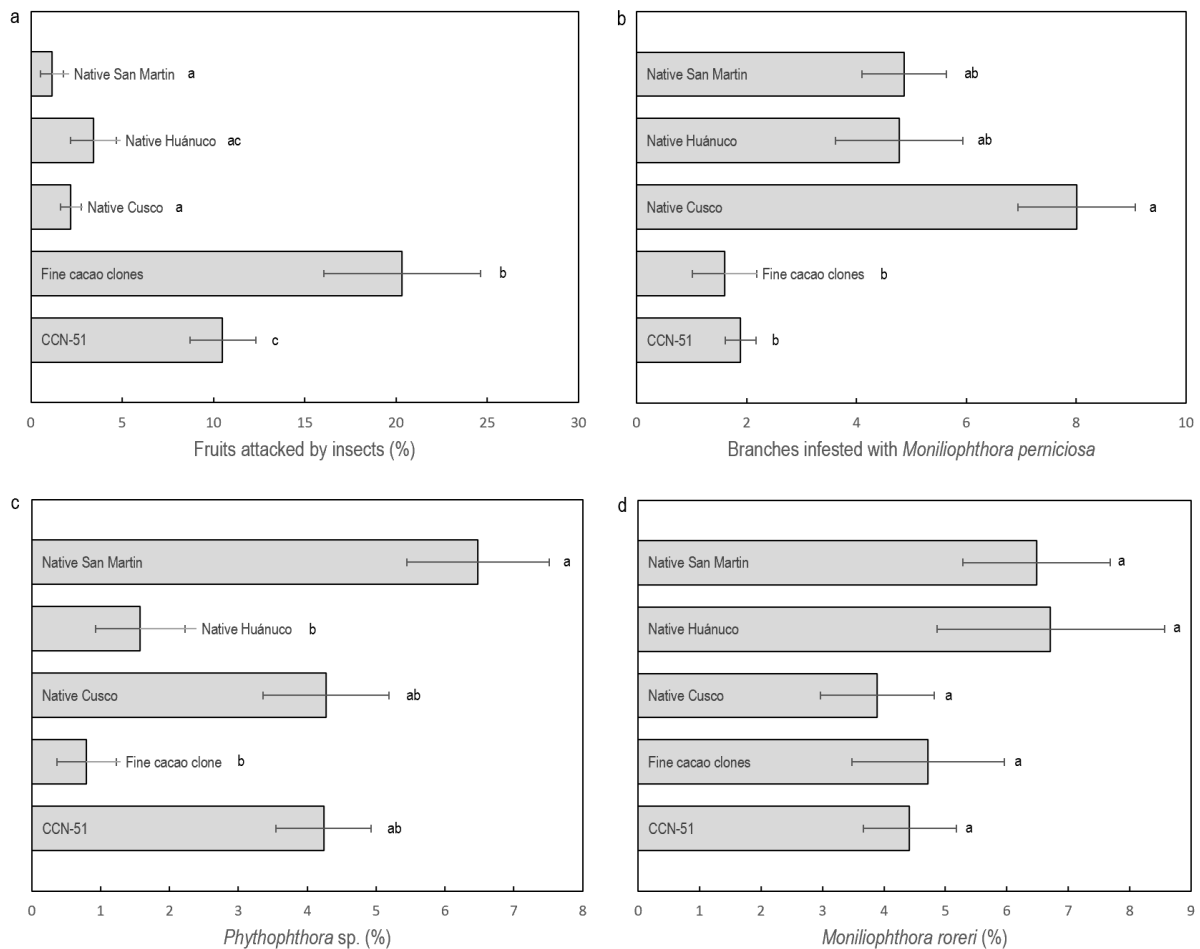 a
Native San Martin a
Native Huánuco ac
Native Cusco a
Fine cacao clones b
CCN-51 c
0 5 10 15 20 25 30
Fruits attacked by insects (%)
b
Native San Martin ab
Native Huánuco ab
Native Cusco a
Fine cacao clones b
CCN-51 b
0 2 4 6 8 10
Branches infested with Moniliophthora perniciosa
c
Native San Martin a
Native Huánuco b
Native Cusco ab
Fine cacao clone b
CCN-51 ab
0 1 2 3 4 5 6 7 8
Phythophthora sp. (%)
d
Native San Martin a
Native Huánuco a
Native Cusco a
Fine cacao clones a
CCN-51 a
0 1 2 3 4 5 6 7 8 9
Moniliophthora roreri (%)